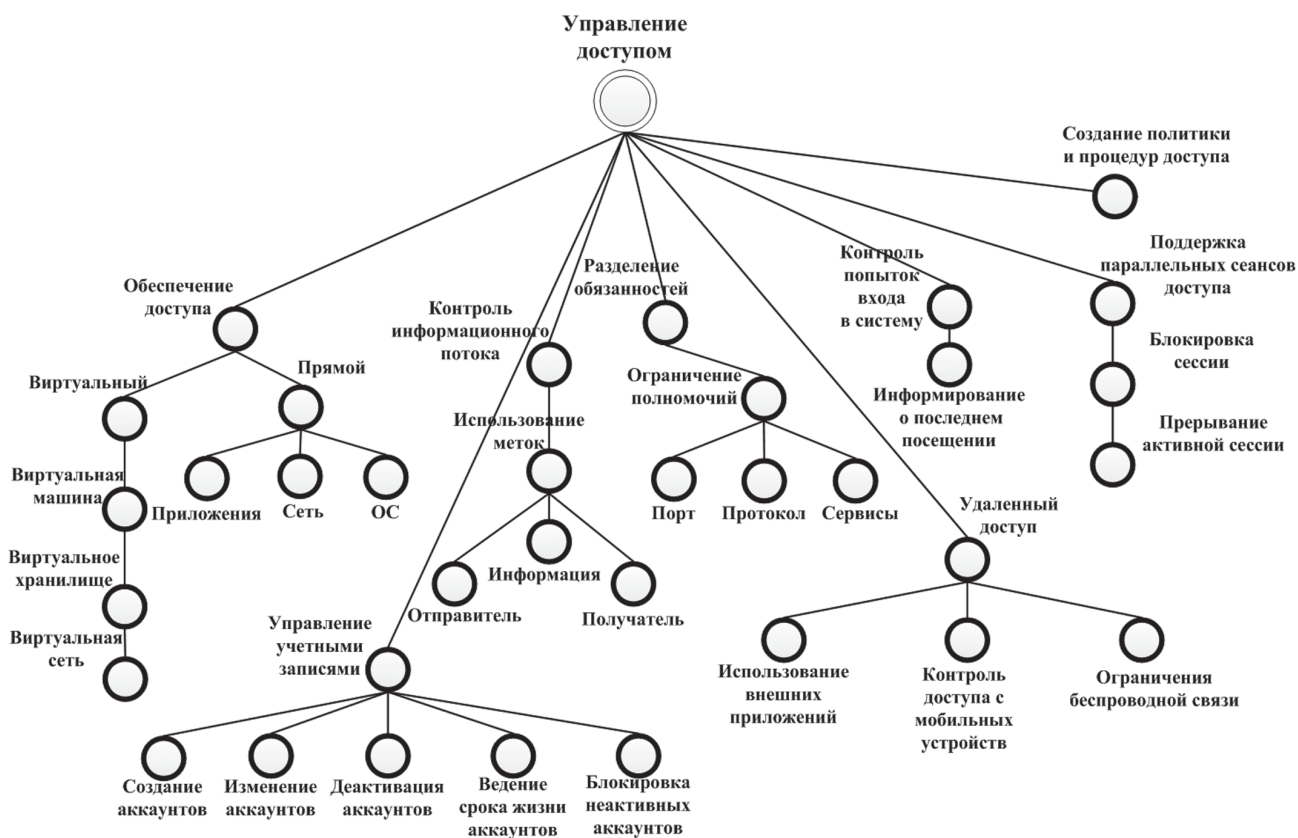 Управление
доступом
Создание политики
и процедур доступа
Поддержка
параллельных сеансов
доступа
Контроль
попыток
входа
в систему
Разделение
обязанностей
Обеспечение
доступа
Контроль
информационного
потока
Блокировка
сессии
Прямой
Виртуальный
Ограничение
полномочий
Информирование
о последнем
посещении
Использование
меток
Прерывание
активной сессии
Виртуальная
машина
Приложения
Сеть
ОС
Порт
Протокол
Сервисы
Удаленный
доступ
Виртуальное
хранилище
Информация
Отправитель
Получатель
Виртуальная
сеть
Управление
учетными
записями
Использование
внешних
приложений
Контроль
доступа с
мобильных
устройств
Ограничения
беспроводной связи
Создание
аккаунтов
Изменение
аккаунтов
Деактивация
аккаунтов
Ведение
срока жизни
аккаунтов
Блокировка
неактивных
аккаунтов